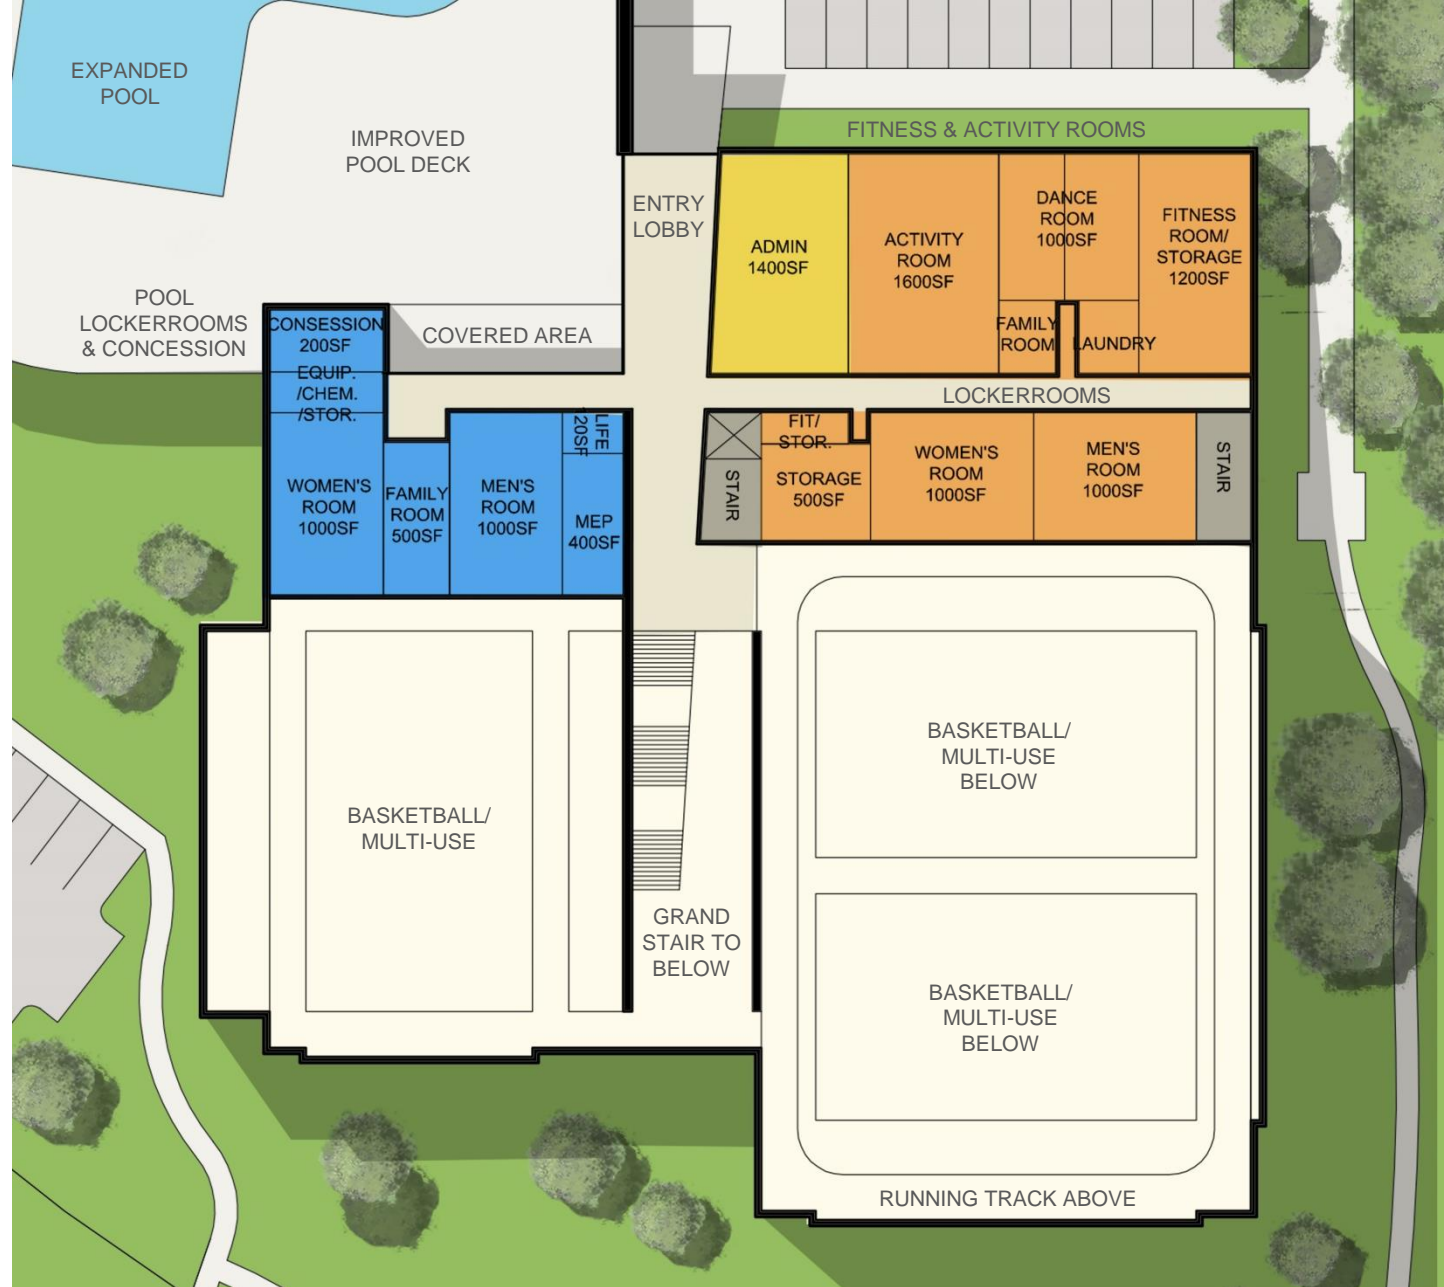 EXPANDED
POOL
IMPROVED
POOL DECK
FITNESS & ACTIVITY ROOMS
ENTRY
LOBBY
ADMIN
1400SF
ACTIVITY
ROOM
1600SF
DANCE
ROOM
1000SF
FITNESS
ROOM/
STORAGE
1200SF
FAMILY
ROOM
LAUNDRY
POOL
LOCKERROOMS
& CONCESSION
COVERED AREA
CONSESSION
200SF
EQUIP.
/CHEM.
/STOR.
LOCKERROOMS
WOMEN'S
ROOM
1000SF
FAMILY
ROOM
500SF
MEN'S
ROOM
1000SF
LIFE
120SF
MEP
400SF
STAIR
FIT/
STOR.
STORAGE
500SF
WOMEN'S
ROOM
1000SF
MEN'S
ROOM
1000SF
STAIR
BASKETBALL/
MULTI-USE
GRAND
STAIR TO
BELOW
BASKETBALL/
MULTI-USE
BELOW
BASKETBALL/
MULTI-USE
BELOW
RUNNING TRACK ABOVE